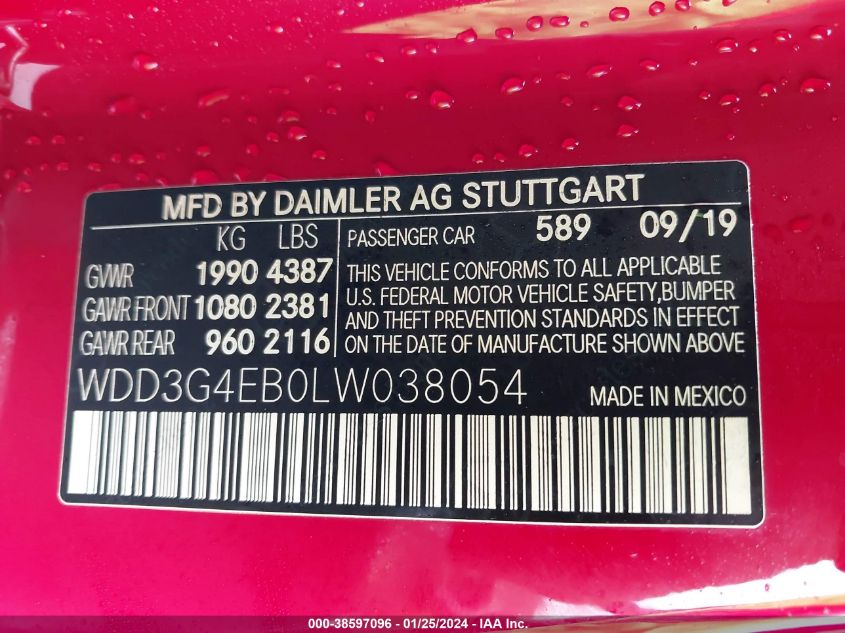 MFD BY DAIMLER AG STUTTGART
KG LBS
GVWR 1990 4387
GAWR FRONT 1080 2381
GAWR REAR 960 2116
PASSENGER CAR 589 09/19
THIS VEHICLE CONFORMS TO ALL APPLICABLE
U.S. FEDERAL MOTOR VEHICLE SAFETY,BUMPER
AND THEFT PREVENTION STANDARDS IN EFFECT
ON THE DATE OF MANUFACTURE SHOWN ABOVE.
WDD3G4EB0LW038054 MADE IN MEXICO
000-38597096 - 01/25/2024 - IAA Inc.